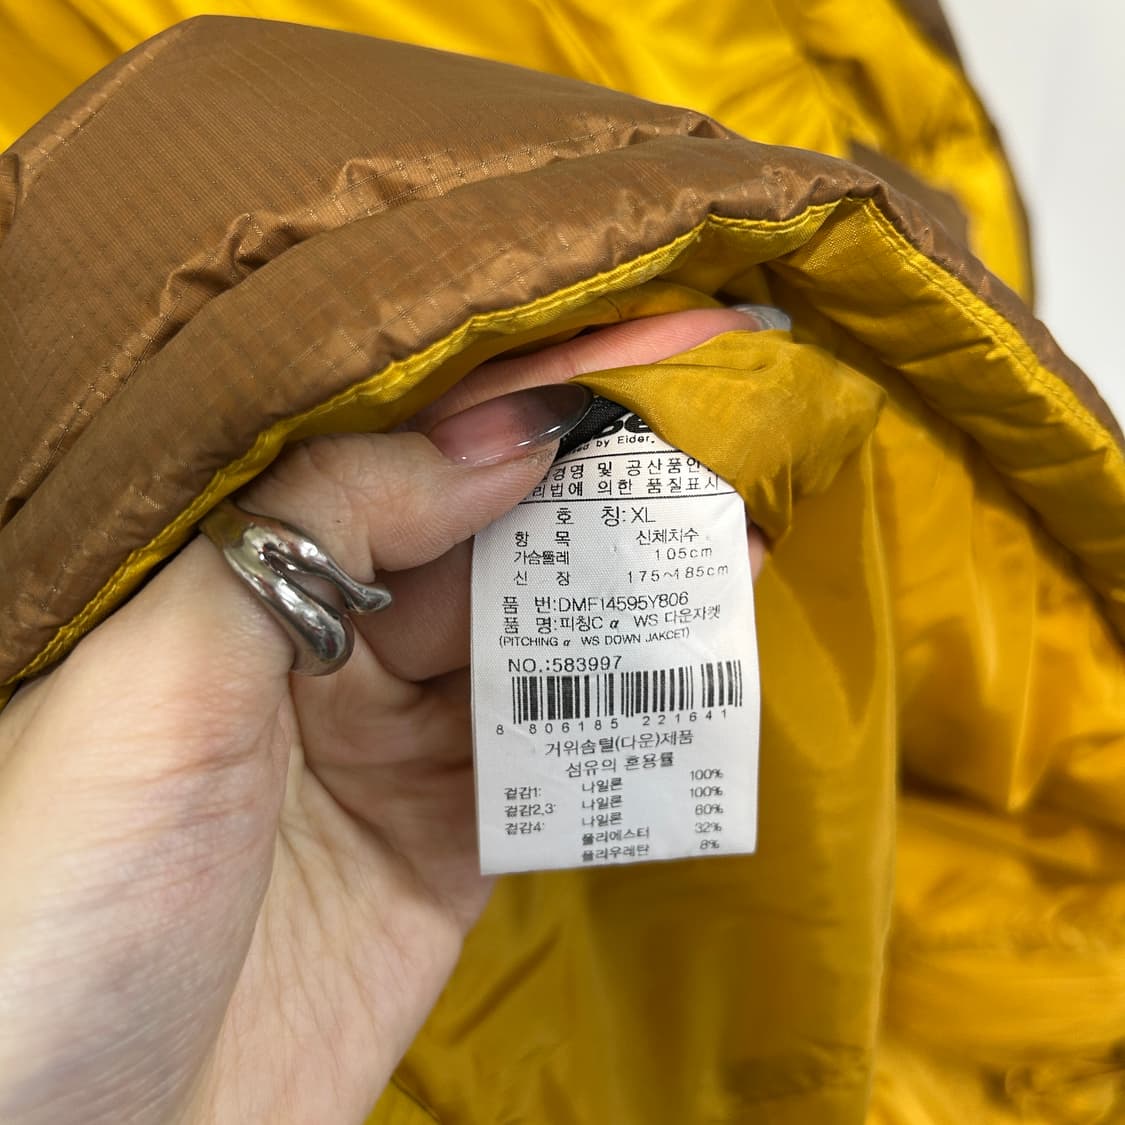 by Eider.
경영 및 공산품안
리법에 의한 품질표시
호 칭: XL
항 목 신체치수
가슴둘레 105cm
신 장 175~185cm
품 번:DMF14595Y806
품 명:피칭C α WS 다운자켓
(PITCHING α WS DOWN JAKCET)
NO.:583997
8 806185 221641
거위솜털(다운)제품
섬유의 혼용률
겉감1: 나일론 100%
겉감2,3: 나일론 100%
겉감4: 나일론 60%
폴리에스터 32%
폴리우레탄 8%